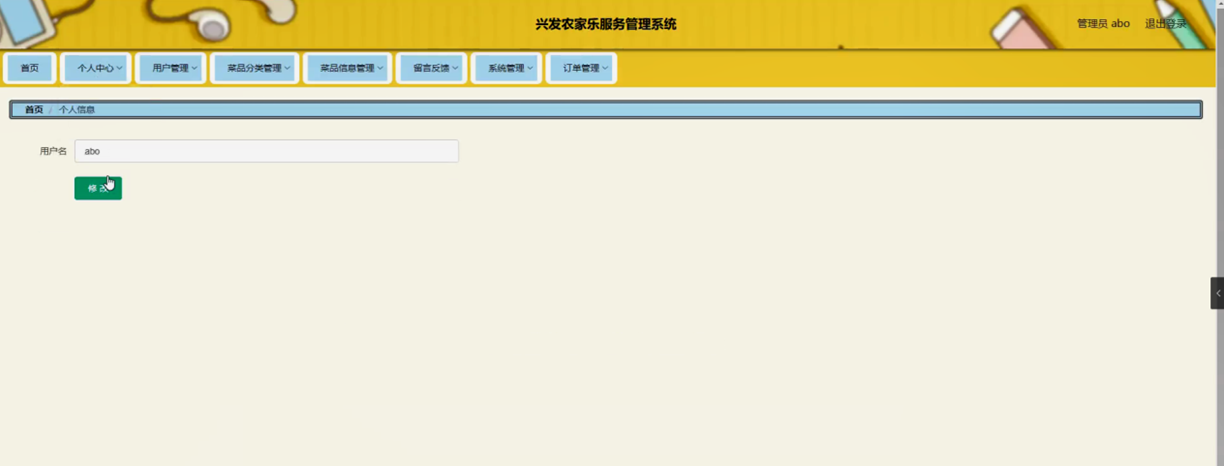 兴发农家乐服务管理系统
管理员 abo 退出登录
首页 个人中心 用户管理 菜品分类管理 菜品信息管理 留言反馈 系统管理 订单管理
首页 / 个人信息
用户名 abo
修改